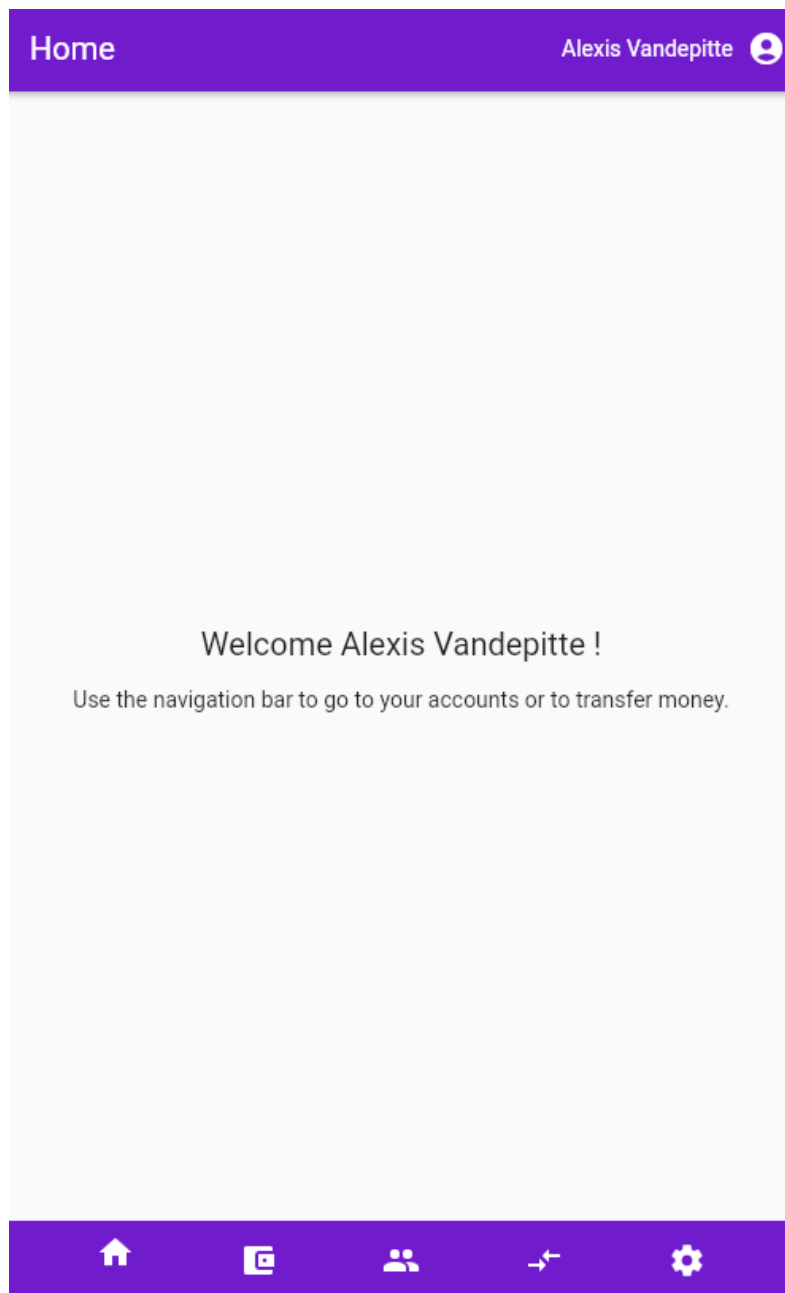 Home
Alexis Vandepitte
Welcome Alexis Vandepitte !
Use the navigation bar to go to your accounts or to transfer money.